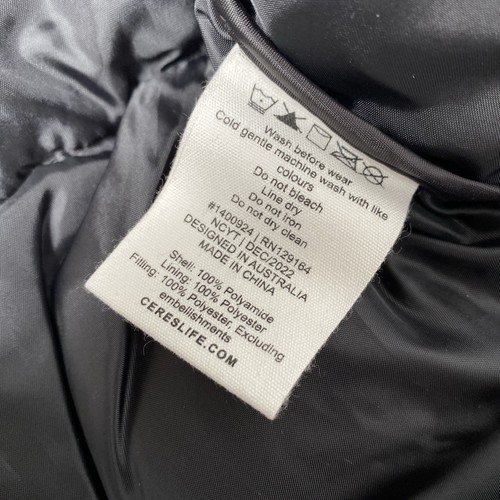 Wash before wear
Cold gentle machine wash with like
colours
Do not bleach
Line dry
Do not iron
Do not dry clean
#1400924 | RN129164
NCYT | DEC/2022
DESIGNED IN AUSTRALIA
MADE IN CHINA
Shell: 100% Polyamide
Lining: 100% Polyester
Filling: 100% Polyester, Excluding
embellishments
CERESLIFE.COM